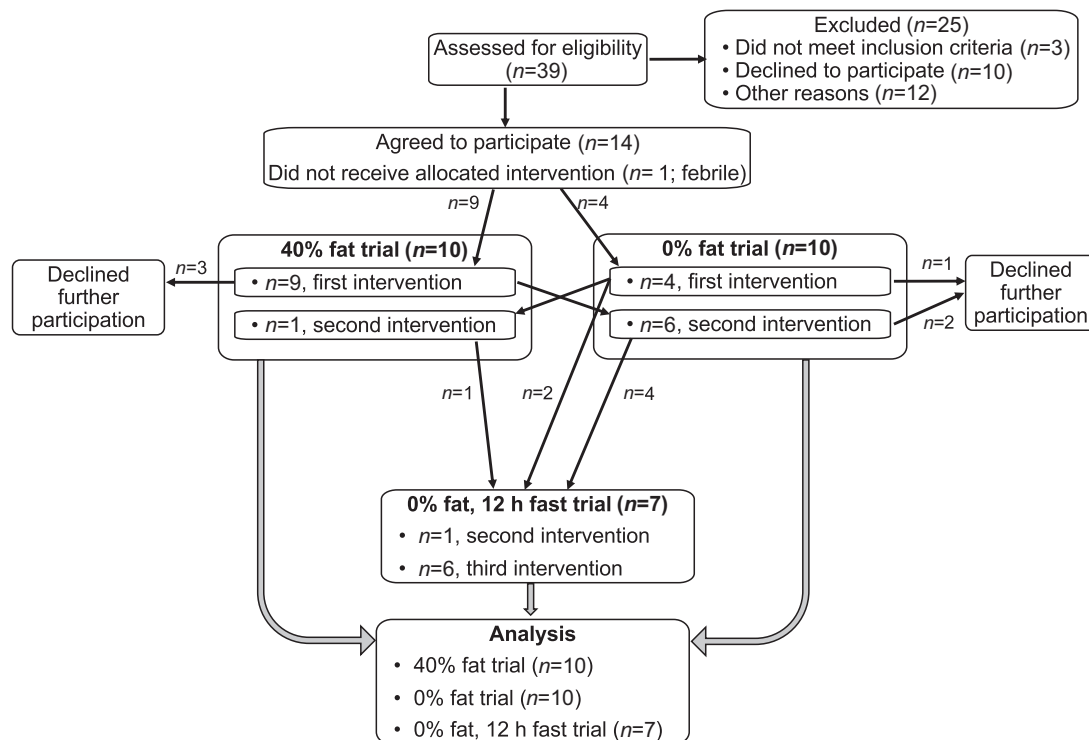 Assessed for eligibility
(n=39)
Excluded (n=25)
• Did not meet inclusion criteria (n=3)
• Declined to participate (n=10)
• Other reasons (n=12)
Agreed to participate (n=14)
Did not receive allocated intervention (n= 1; febrile)
n=9
n=4
40% fat trial (n=10)
• n=9, first intervention
• n=1, second intervention
0% fat trial (n=10)
• n=4, first intervention
• n=6, second intervention
n=3
Declined
further
participation
n=1
n=2
Declined
further
participation
n=1
n=2
n=4
0% fat, 12 h fast trial (n=7)
• n=1, second intervention
• n=6, third intervention
Analysis
• 40% fat trial (n=10)
• 0% fat trial (n=10)
• 0% fat, 12 h fast trial (n=7)